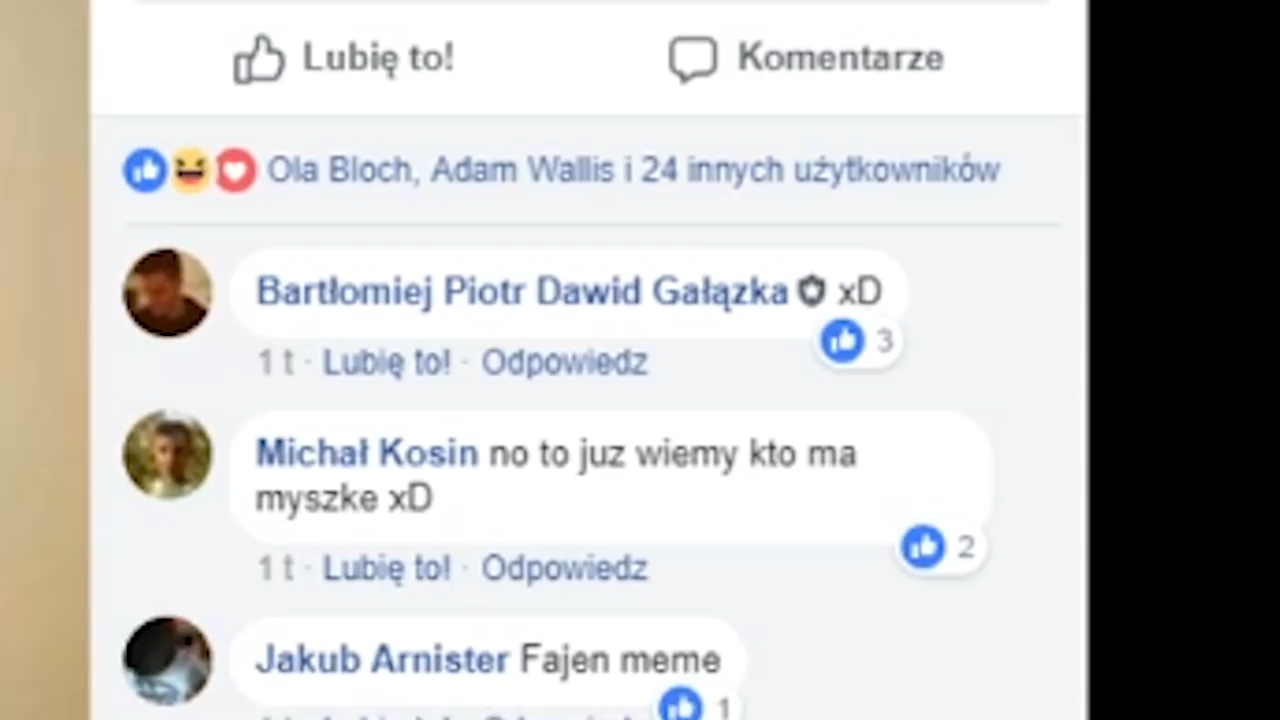 Lubię to! Komentarze
Ola Bloch, Adam Wallis i 24 innych użytkowników
Bartłomiej Piotr Dawid Gałązka xD
3
1 t · Lubię to! · Odpowiedz
Michał Kosin no to juz wiemy kto ma
myszke xD
2
1 t · Lubię to! · Odpowiedz
Jakub Arnister Fajen meme
1